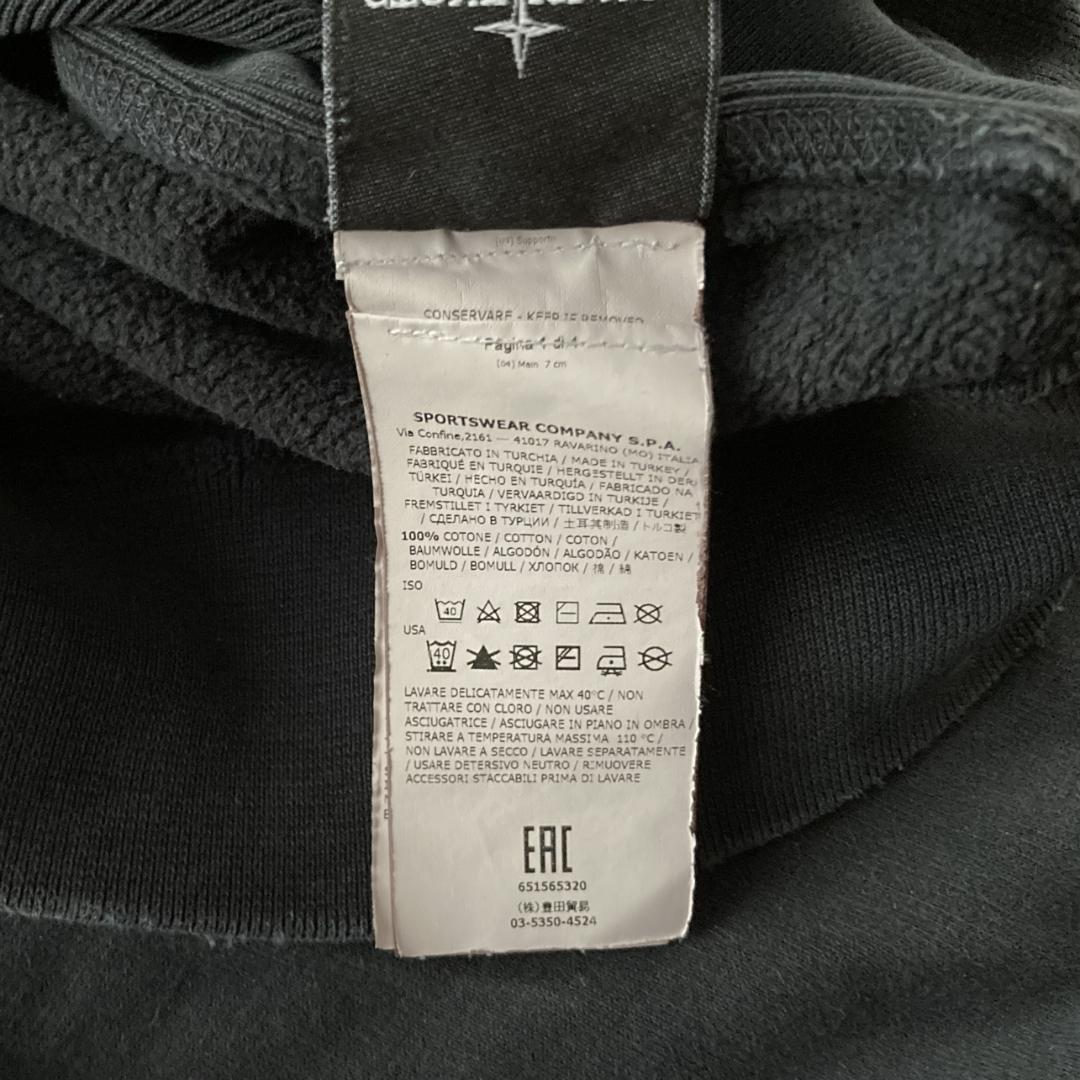 (04) Supporto
CONSERVARE - KEEP IF REMOVED
Pagina 4 di 4
(04) Main 7 cm
SPORTSWEAR COMPANY S.P.A.
Via Confine,2161 — 41017 RAVARINO (MO) ITALIA
FABBRICATO IN TURCHIA / MADE IN TURKEY /
FABRIQUÉ EN TURQUIE / HERGESTELLT IN DER
TÜRKEI / HECHO EN TURQUÍA / FABRICADO NA
TURQUIA / VERVAARDIGD IN TURKIJE /
FREMSTILLET I TYRKIET / TILLVERKAD I TURKIET
/ СДЕЛАНО В ТУРЦИИ / 土耳其制造 / トルコ製
100% COTONE / COTTON / COTON /
BAUMWOLLE / ALGODÓN / ALGODÃO / KATOEN /
BOMULD / BOMULL / ХЛОПОК / 棉 / 綿
ISO
40
USA
40
LAVARE DELICATAMENTE MAX 40°C / NON
TRATTARE CON CLORO / NON USARE
ASCIUGATRICE / ASCIUGARE IN PIANO IN OMBRA /
STIRARE A TEMPERATURA MASSIMA 110 °C /
NON LAVARE A SECCO / LAVARE SEPARATAMENTE
/ USARE DETERSIVO NEUTRO / RIMUOVERE
ACCESSORI STACCABILI PRIMA DI LAVARE
EAC
651565320
(株)豊田貿易
03-5350-4524